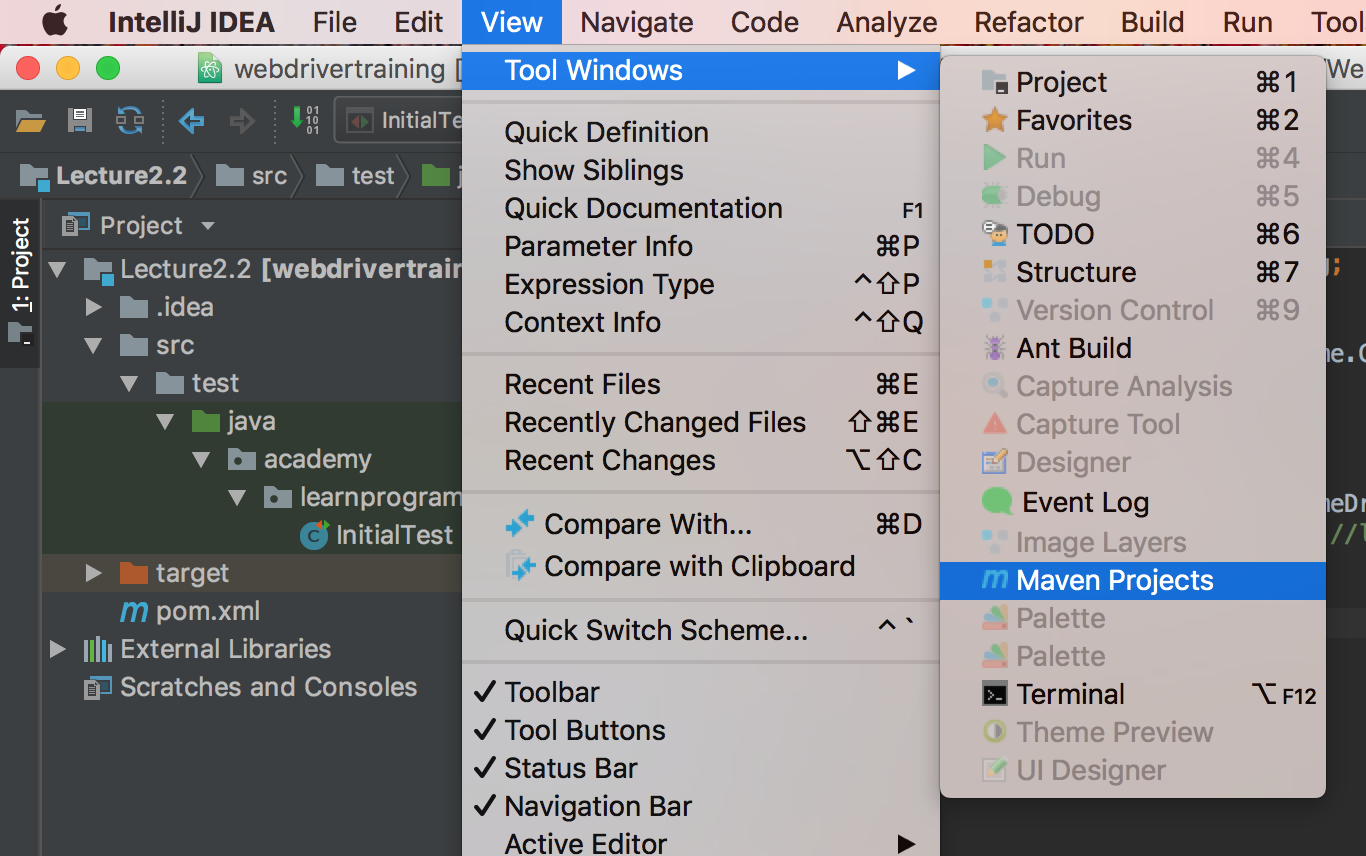 IntelliJ IDEA File Edit View Navigate Code Analyze Refactor Build Run Tool
webdrivertraining [
InitialTe
Lecture2.2 src test
1: Project
Project
Lecture2.2 [webdrivertrain
.idea
src
test
java
academy
learnprogram
InitialTest
target
pom.xml
External Libraries
Scratches and Consoles
Tool Windows
Quick Definition
Show Siblings
Quick Documentation F1
Parameter Info ⌘P
Expression Type ^⇧P
Context Info ^⇧Q
Recent Files ⌘E
Recently Changed Files ⇧⌘E
Recent Changes ⌥⇧C
Compare With... ⌘D
Compare with Clipboard
Quick Switch Scheme... ^`
✓ Toolbar
✓ Tool Buttons
✓ Status Bar
✓ Navigation Bar
Active Editor
Project ⌘1
Favorites ⌘2
Run ⌘4
Debug ⌘5
TODO ⌘6
Structure ⌘7
Version Control ⌘9
Ant Build
Capture Analysis
Capture Tool
Designer
Event Log
Image Layers
Maven Projects
Palette
Palette
Terminal ⌥F12
Theme Preview
UI Designer